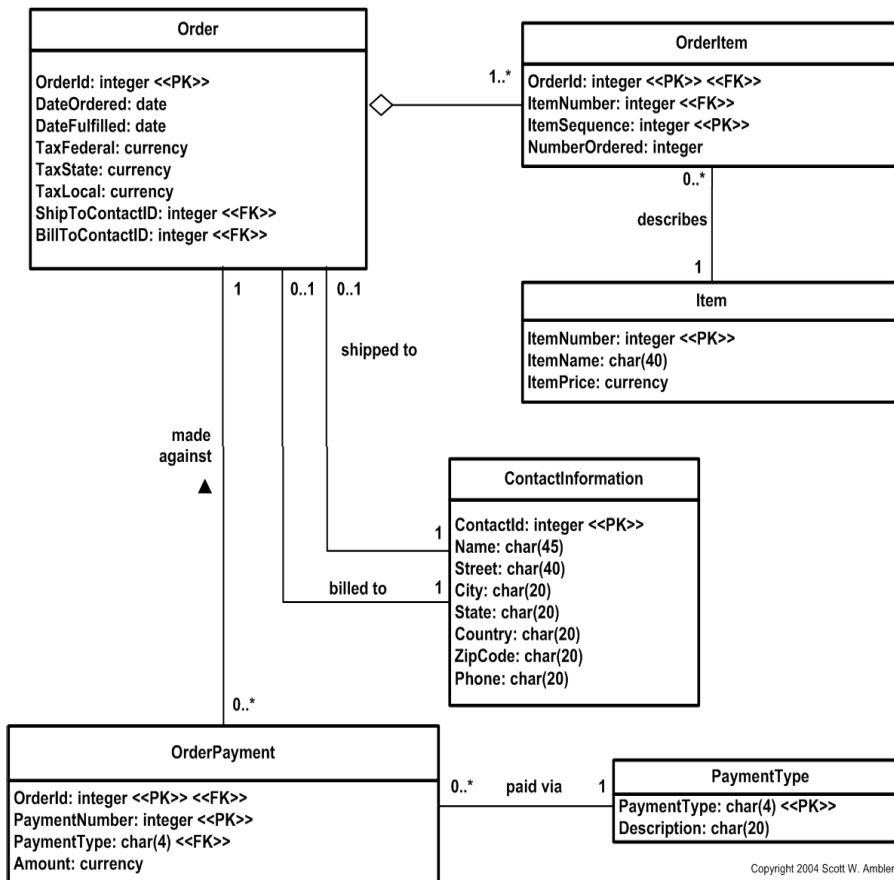 Order
OrderId: integer <<PK>>
DateOrdered: date
DateFulfilled: date
TaxFederal: currency
TaxState: currency
TaxLocal: currency
ShipToContactID: integer <<FK>>
BillToContactID: integer <<FK>>
1..*
OrderItem
OrderId: integer <<PK>> <<FK>>
ItemNumber: integer <<FK>>
ItemSequence: integer <<PK>>
NumberOrdered: integer
0..*
describes
1
Item
ItemNumber: integer <<PK>>
ItemName: char(40)
ItemPrice: currency
1
0..1
0..1
shipped to
made
against
1
billed to
1
ContactInformation
ContactId: integer <<PK>>
Name: char(45)
Street: char(40)
City: char(20)
State: char(20)
Country: char(20)
ZipCode: char(20)
Phone: char(20)
0..*
OrderPayment
OrderId: integer <<PK>> <<FK>>
PaymentNumber: integer <<PK>>
PaymentType: char(4) <<FK>>
Amount: currency
0..*
paid via
1
PaymentType
PaymentType: char(4) <<PK>>
Description: char(20)
Copyright 2004 Scott W. Ambler